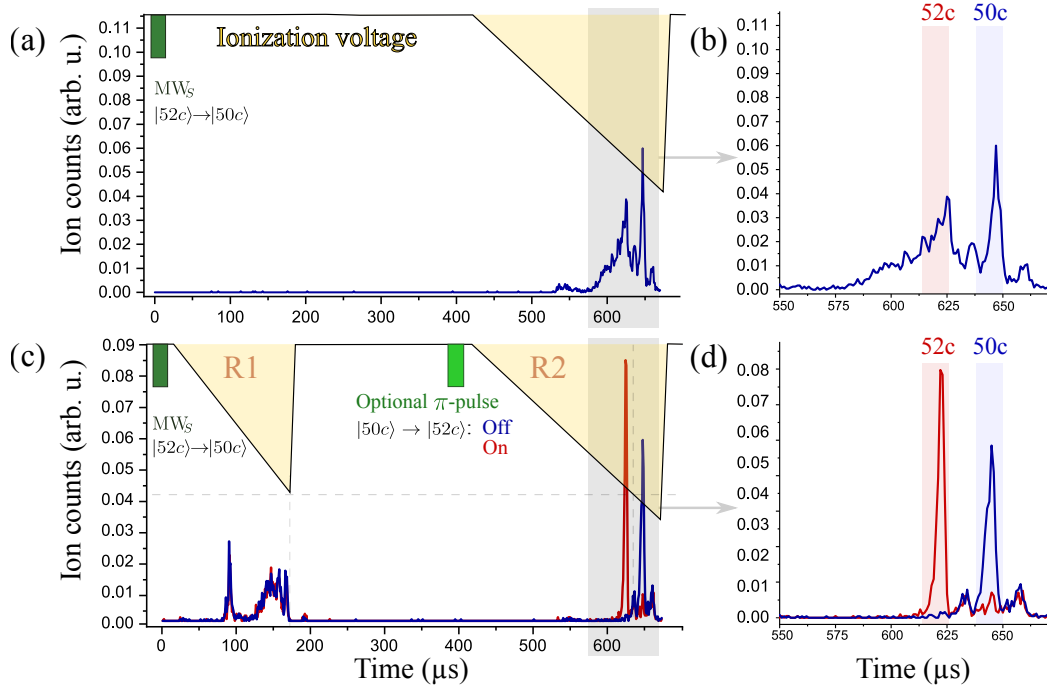 (a)
Ion counts (arb. u.)
0.11
0.10
0.09
0.08
0.07
0.06
0.05
0.04
0.03
0.02
0.01
0.00
Ionization voltage
MW_S
|52c⟩→|50c⟩
0 100 200 300 400 500 600
(b)
52c 50c
0.11
0.10
0.09
0.08
0.07
0.06
0.05
0.04
0.03
0.02
0.01
0.00
550 600 625 650
(c)
Ion counts (arb. u.)
0.09
0.08
0.07
0.06
0.05
0.04
0.03
0.02
0.01
0.00
R1 R2
MW_S
|52c⟩→|50c⟩
Optional π-pulse
|50c⟩ → |52c⟩: Off
On
0 100 200 300 400 500 600
Time (μs)
(d)
52c 50c
0.08
0.07
0.06
0.05
0.04
0.03
0.02
0.01
0.00
550 600 625 650
Time (μs)